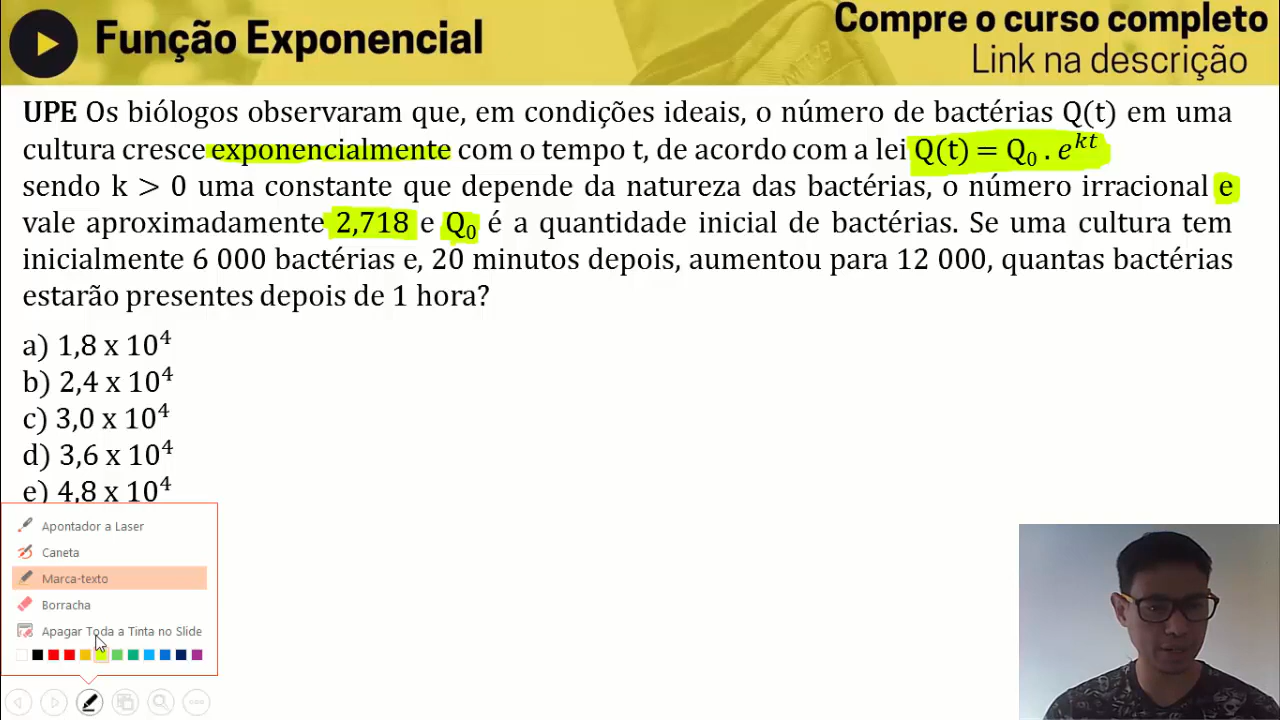 Função Exponencial
Compre o curso completo
Link na descrição
UPE Os biólogos observaram que, em condições ideais, o número de bactérias Q(t) em uma
cultura cresce exponencialmente com o tempo t, de acordo com a lei Q(t) = Q₀ . eᵏᵗ
sendo k > 0 uma constante que depende da natureza das bactérias, o número irracional e
vale aproximadamente 2,718 e Q₀ é a quantidade inicial de bactérias. Se uma cultura tem
inicialmente 6 000 bactérias e, 20 minutos depois, aumentou para 12 000, quantas bactérias
estarão presentes depois de 1 hora?
a) 1,8 x 10⁴
b) 2,4 x 10⁴
c) 3,0 x 10⁴
d) 3,6 x 10⁴
e) 4,8 x 10⁴
Apontador a Laser
Caneta
Marca-texto
Borracha
Apagar Toda a Tinta no Slide